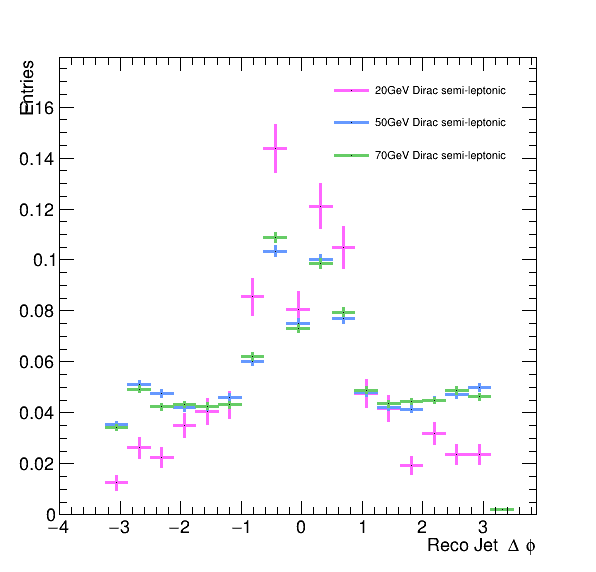 Entries
0.16
0.14
0.12
0.1
0.08
0.06
0.04
0.02
0
20GeV Dirac semi-leptonic
50GeV Dirac semi-leptonic
70GeV Dirac semi-leptonic
−4 −3 −2 −1 0 1 2 3
Reco Jet Δ ϕ